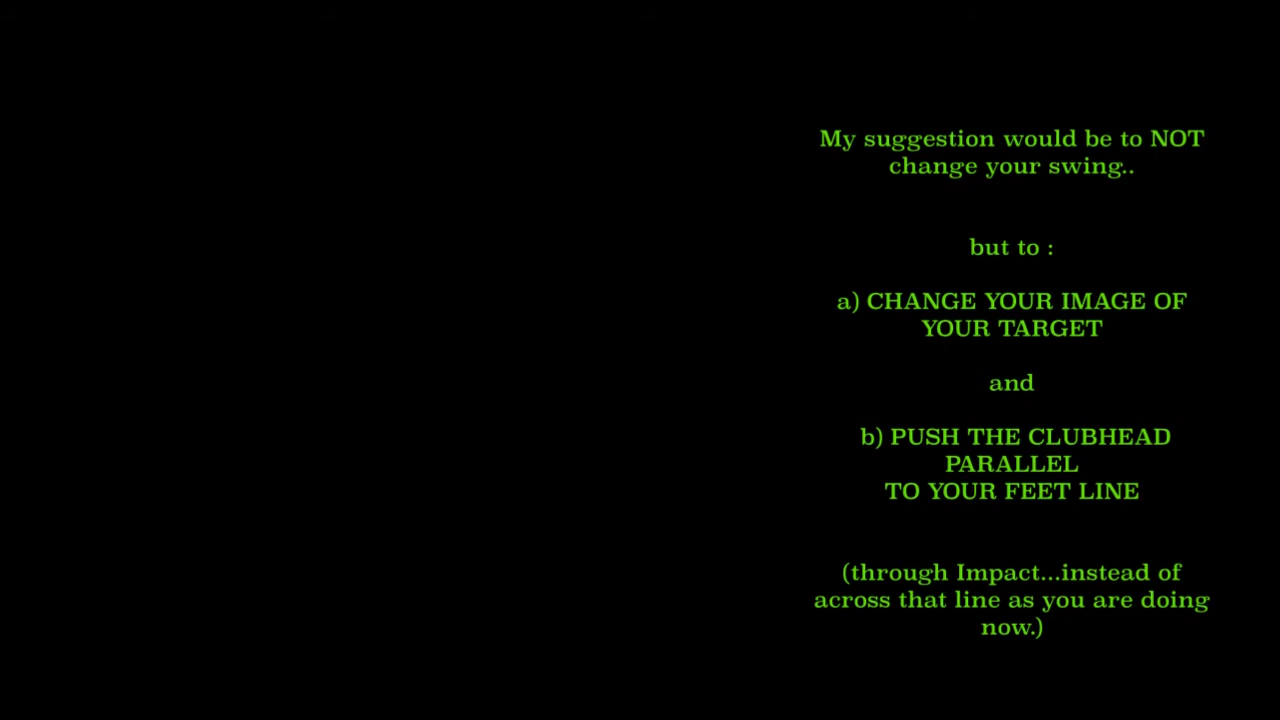 My suggestion would be to NOT
change your swing..
but to :
a) CHANGE YOUR IMAGE OF
YOUR TARGET
and
b) PUSH THE CLUBHEAD
PARALLEL
TO YOUR FEET LINE
(through Impact...instead of
across that line as you are doing
now.)